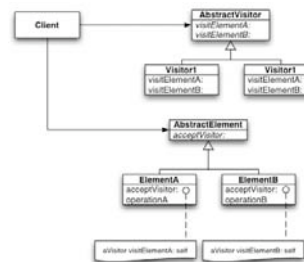 Client
AbstractVisitor
visitElementA:
visitElementB:
Visitor1
visitElementA:
visitElementB:
Visitor1
visitElementA:
visitElementB:
AbstractElement
acceptVisitor:
ElementA
acceptVisitor:
operationA
ElementB
acceptVisitor:
operationB
aVisitor visitElementA: self
aVisitor visitElementB: self